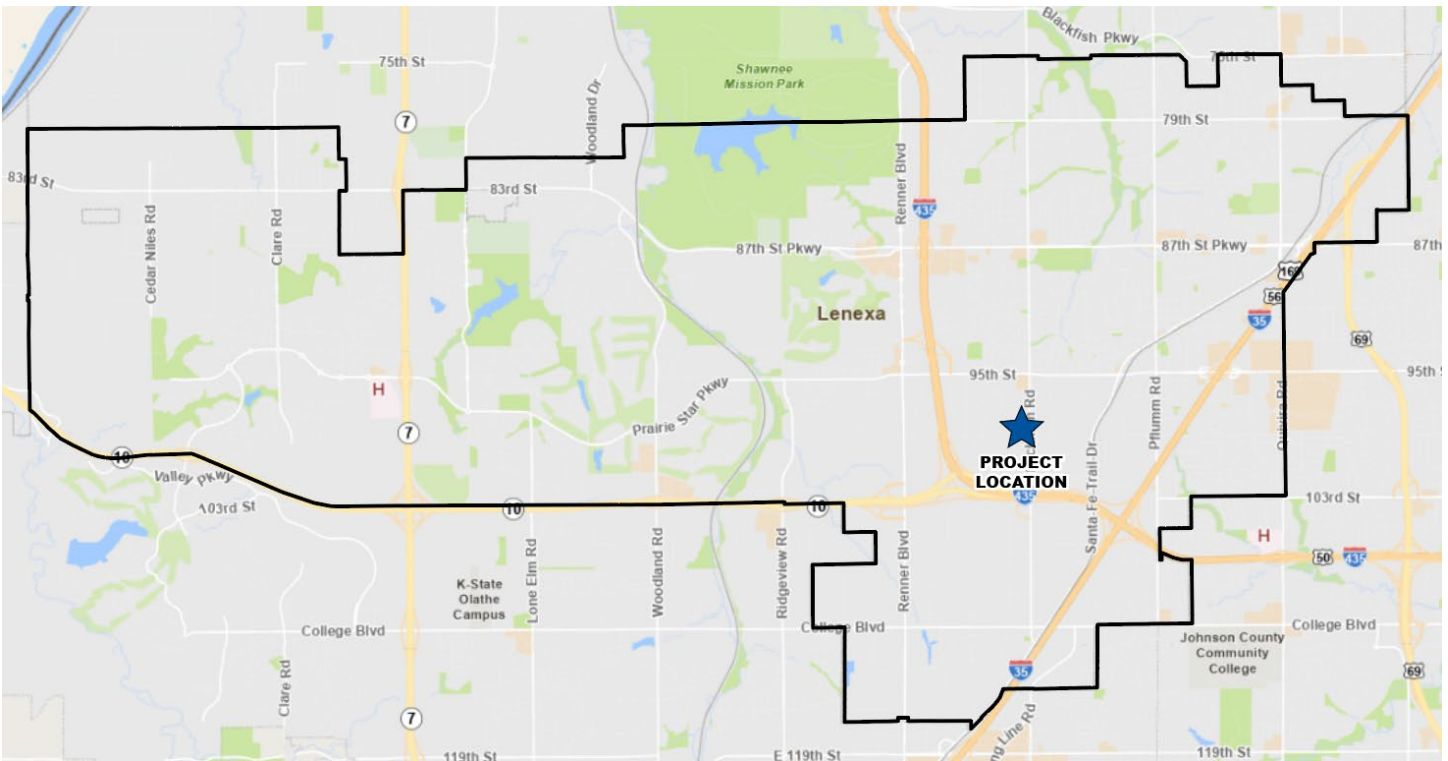 Blackfish Pkwy
75th St
75th St
Shawnee
Mission Park
Woodland Dr
7
79th St
83rd St
83rd St
Renner Blvd
435
Cedar Niles Rd
Clare Rd
87th St Pkwy
87th St Pkwy
87th
169
56
35
69
Lenexa
95th St
95th St
H
Prairie Star Pkwy
7
Pflumm Rd
Quivira Rd
Rd
PROJECT
LOCATION
435
Santa-Fe-Trail-Dr
10
Valley Pkwy
103rd St
10
10
103rd St
H
50
435
Lone Elm Rd
Woodland Rd
Ridgeview Rd
Renner Blvd
K-State
Olathe
Campus
College Blvd
College Blvd
College Blvd
Johnson County
Community
College
35
69
Clare Rd
7
ng Line Rd
119th St
E 119th St
119th St